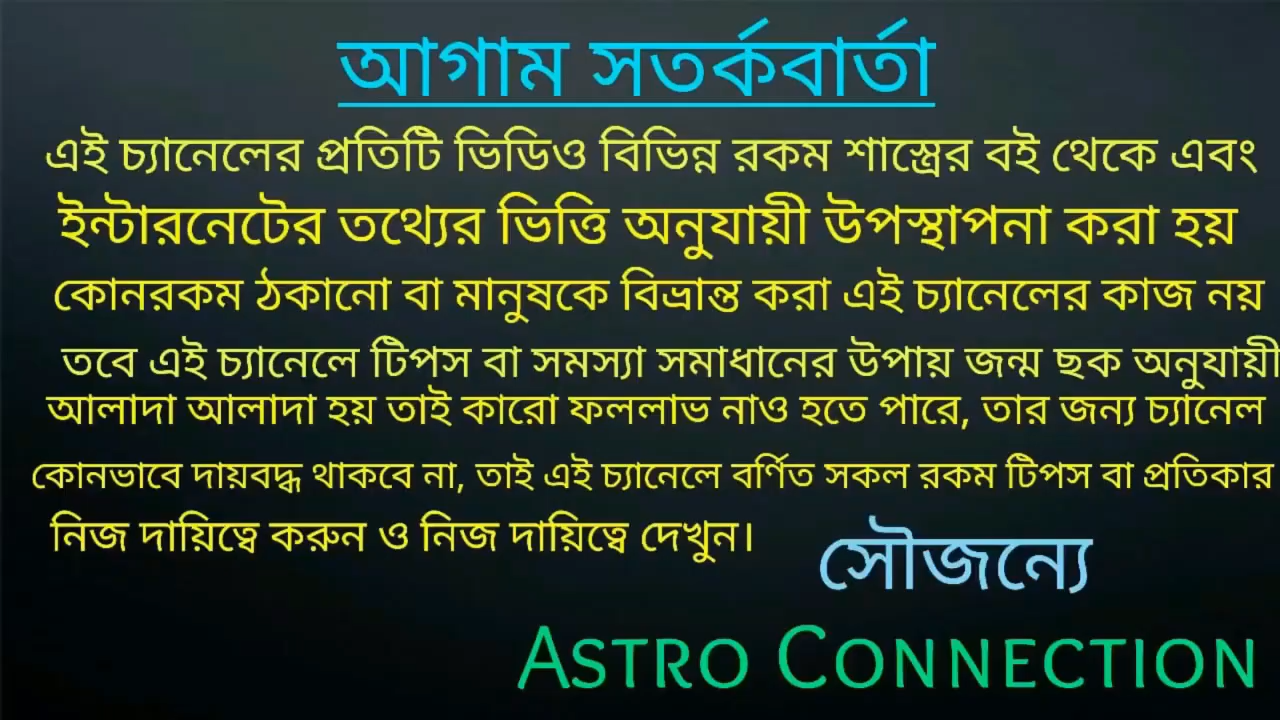 আগাম সতর্কবার্তা
এই চ্যানেলের প্রতিটি ভিডিও বিভিন্ন রকম শাস্ত্রের বই থেকে এবং
ইন্টারনেটের তথ্যের ভিত্তি অনুযায়ী উপস্থাপনা করা হয়
কোনরকম ঠকানো বা মানুষকে বিভ্রান্ত করা এই চ্যানেলের কাজ নয়
তবে এই চ্যানেলে টিপস বা সমস্যা সমাধানের উপায় জন্ম ছক অনুযায়ী
আলাদা আলাদা হয় তাই কারো ফললাভ নাও হতে পারে, তার জন্য চ্যানেল
কোনভাবে দায়বদ্ধ থাকবে না, তাই এই চ্যানেলে বর্ণিত সকল রকম টিপস বা প্রতিকার
নিজ দায়িত্বে করুন ও নিজ দায়িত্বে দেখুন।
সৌজন্যে
ASTRO CONNECTION